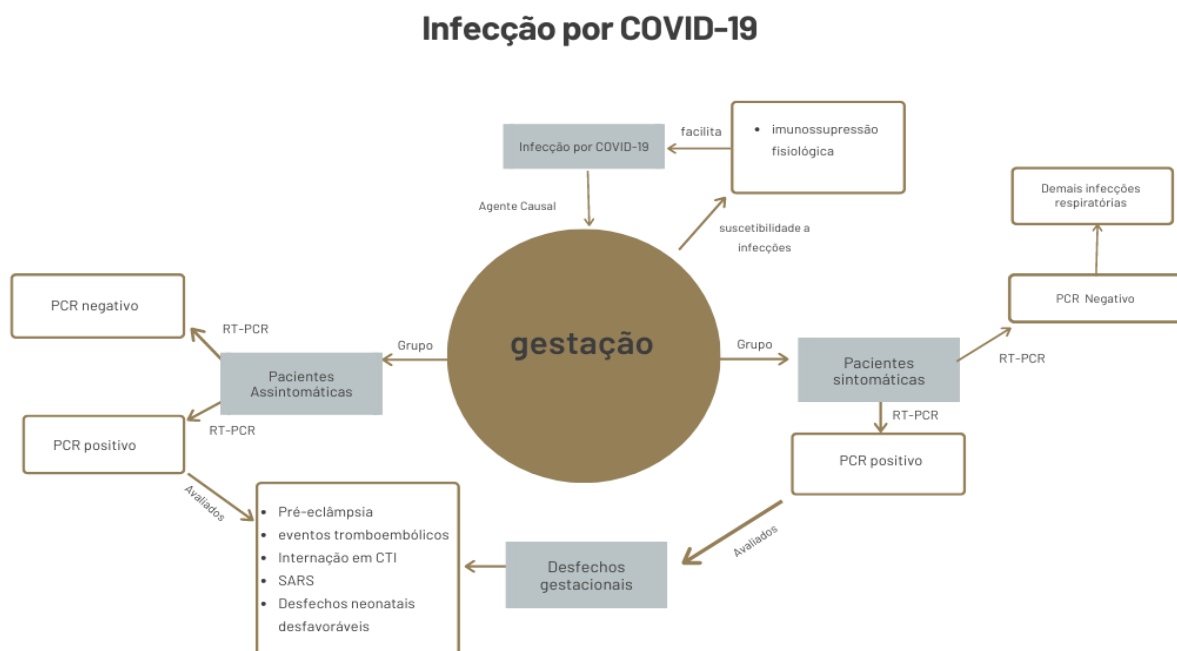 Infecção por COVID-19
Infecção por COVID-19
facilita
• imunossupressão
fisiológica
Agente Causal
suscetibilidade a
infecções
Demais infecções
respiratórias
PCR Negativo
RT-PCR
gestação
Grupo
Pacientes
sintomáticas
RT-PCR
PCR positivo
Avaliados
Grupo
Pacientes
Assintomáticas
RT-PCR
PCR negativo
RT-PCR
PCR positivo
Avaliados
• Pré-eclâmpsia
• eventos tromboembólicos
• Internação em CTI
• SARS
• Desfechos neonatais
desfavoráveis
Desfechos
gestacionais